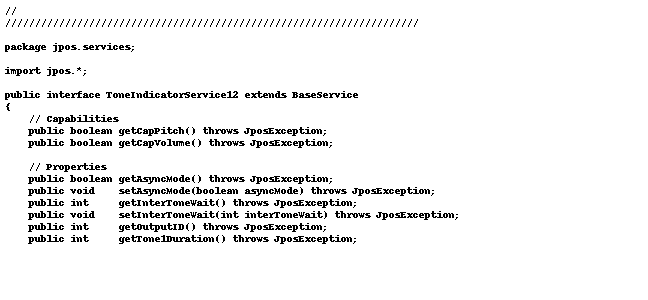 //
/////////////////////////////////////////////////////////////////////

package jpos.services;

import jpos.*;

public interface ToneIndicatorService12 extends BaseService
{
    // Capabilities
    public boolean getCapPitch() throws JposException;
    public boolean getCapVolume() throws JposException;

    // Properties
    public boolean getAsyncMode() throws JposException;
    public void    setAsyncMode(boolean asyncMode) throws JposException;
    public int     getInterToneWait() throws JposException;
    public void    setInterToneWait(int interToneWait) throws JposException;
    public int     getOutputID() throws JposException;
    public int     getTone1Duration() throws JposException;